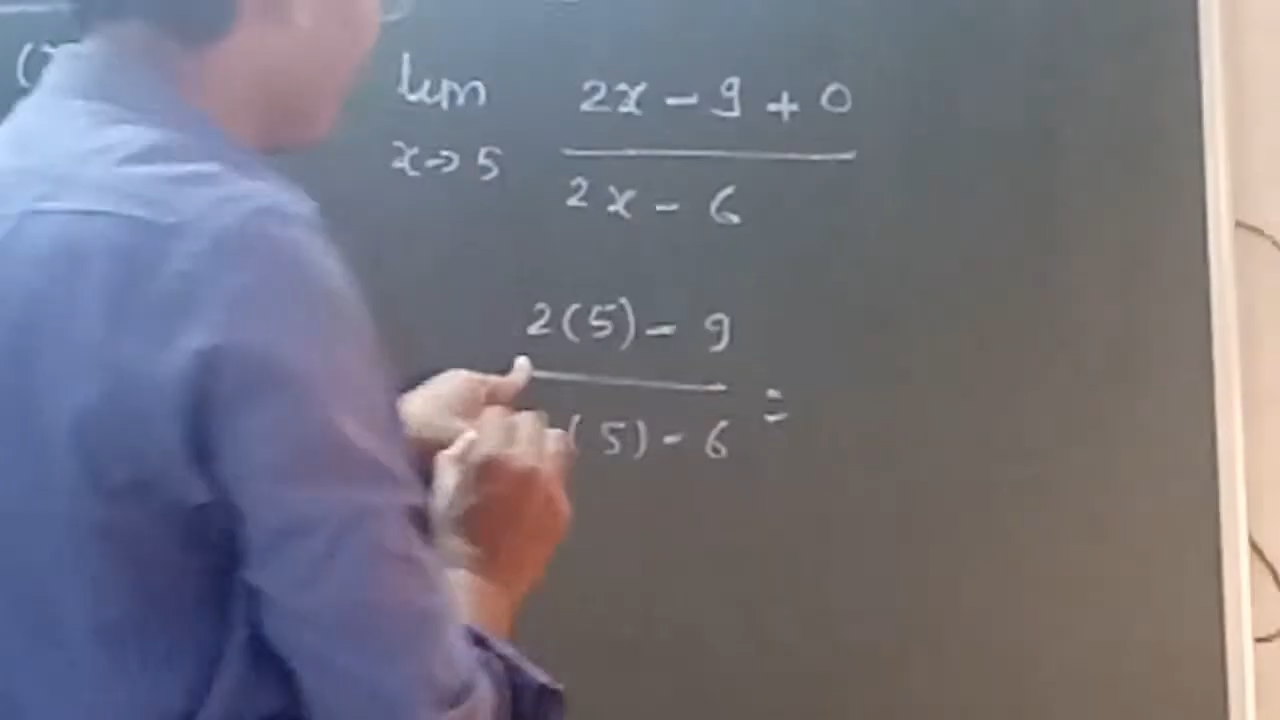 lim 2x - 9 + 0
x→5 2x - 6
2(5) - 9
(5) - 6 =